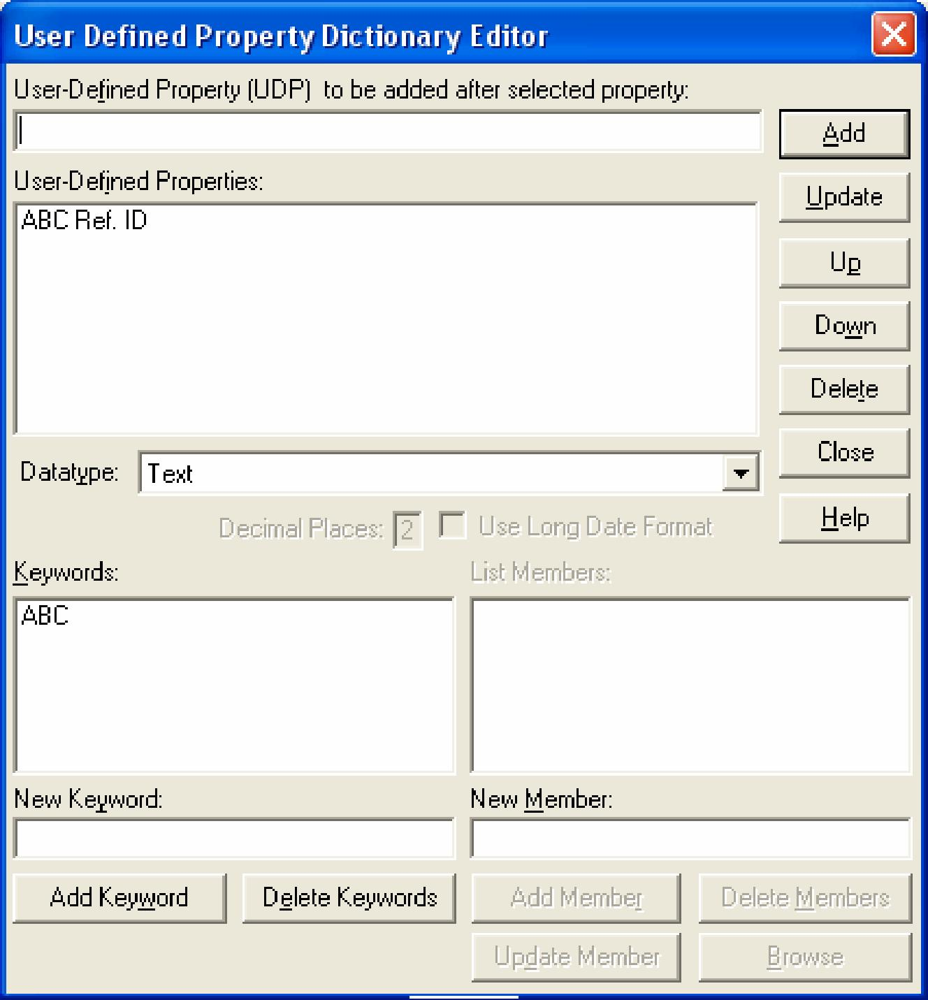 User Defined Property Dictionary Editor
User-Defined Property (UDP)  to be added after selected property:
Add
User-Defined Properties:
Update
ABC Ref. ID
Up
Down
Delete
Close
Datatype: Text
Help
Decimal Places: 2 Use Long Date Format
Keywords: List Members:
ABC
New Keyword: New Member:
Add Keyword Delete Keywords Add Member Delete Members
Update Member Browse